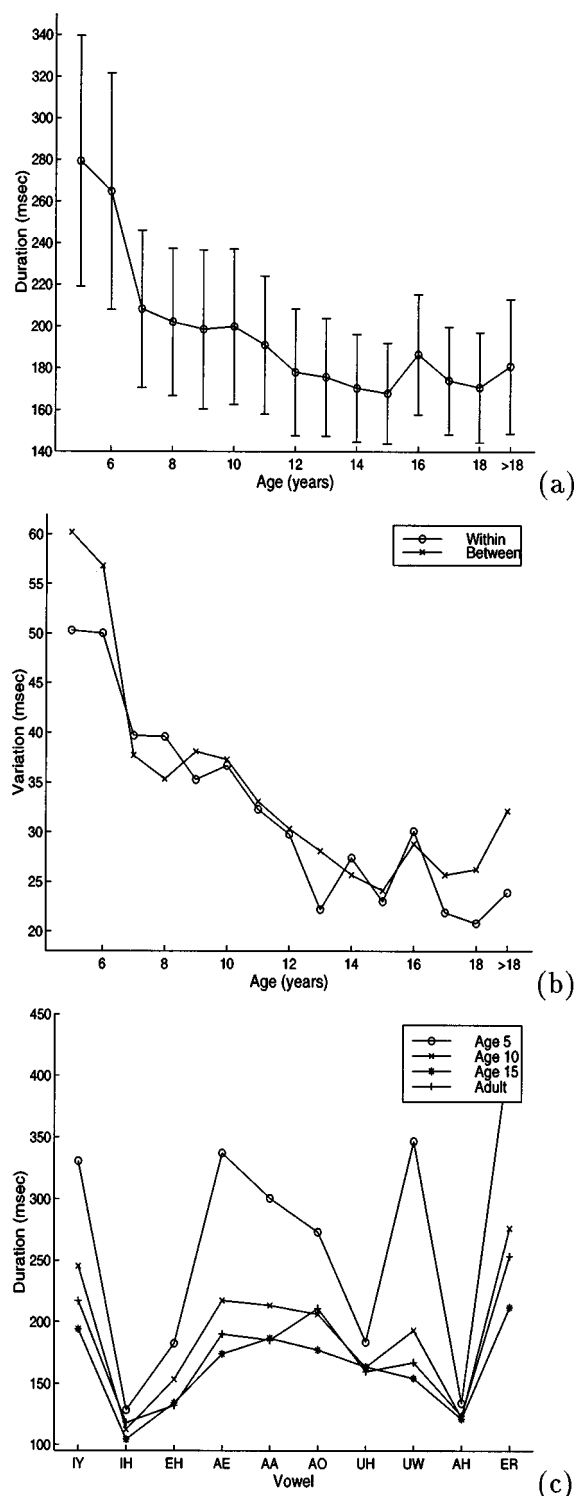 340
320
300
280
260
240
220
200
180
160
140
Duration (msec)
6 8 10 12 14 16 18 >18
Age (years)
(a)
60
55
50
45
40
35
30
25
20
Variation (msec)
Within
Between
6 8 10 12 14 16 18 >18
Age (years)
(b)
450
400
350
300
250
200
150
100
Duration (msec)
Age 5
Age 10
Age 15
Adult
IY IH EH AE AA AO UH UW AH ER
Vowel
(c)